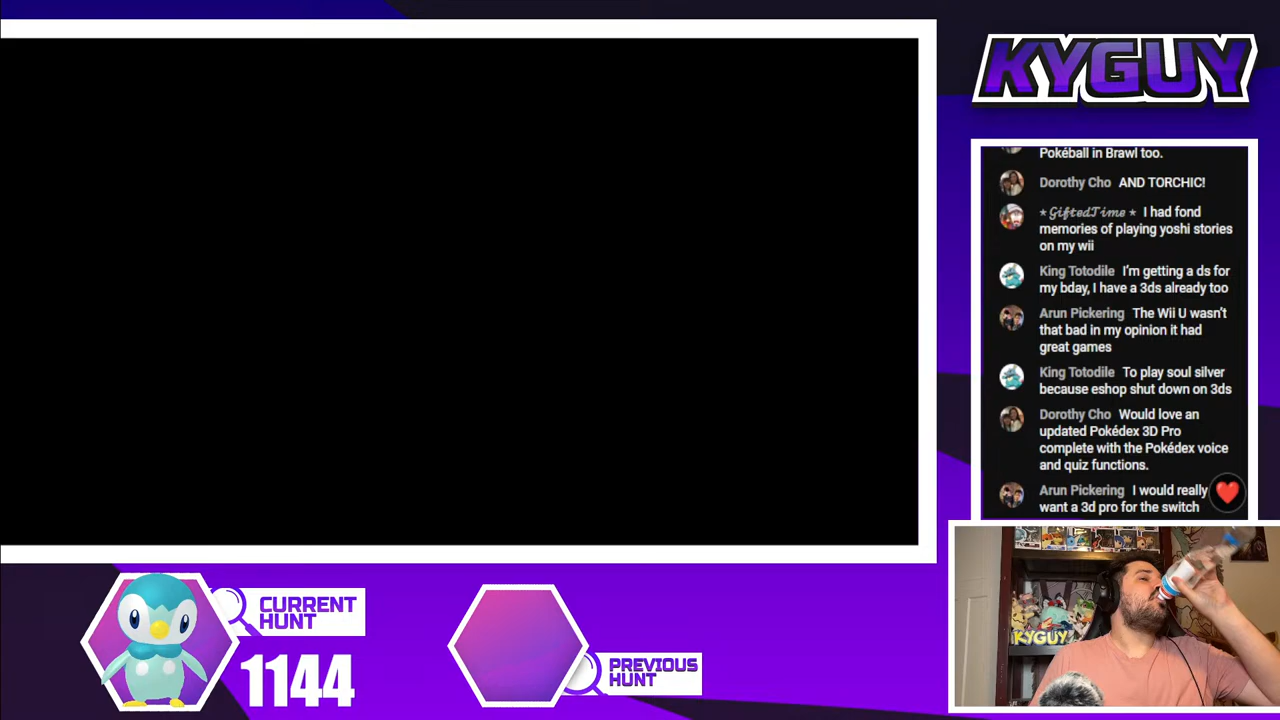 KYGUY
Pokéball in Brawl too.
Dorothy Cho AND TORCHIC!
⋆ 𝓖𝓲𝓯𝓽𝓮𝓭𝓣𝓲𝓶𝓮 ⋆ I had fond
memories of playing yoshi stories
on my wii
King Totodile I'm getting a ds for
my bday, I have a 3ds already too
Arun Pickering The Wii U wasn't
that bad in my opinion it had
great games
King Totodile To play soul silver
because eshop shut down on 3ds
Dorothy Cho Would love an
updated Pokédex 3D Pro
complete with the Pokédex voice
and quiz functions.
Arun Pickering I would really
want a 3d pro for the switch
CURRENT
HUNT
1144
PREVIOUS
HUNT
KYGUY